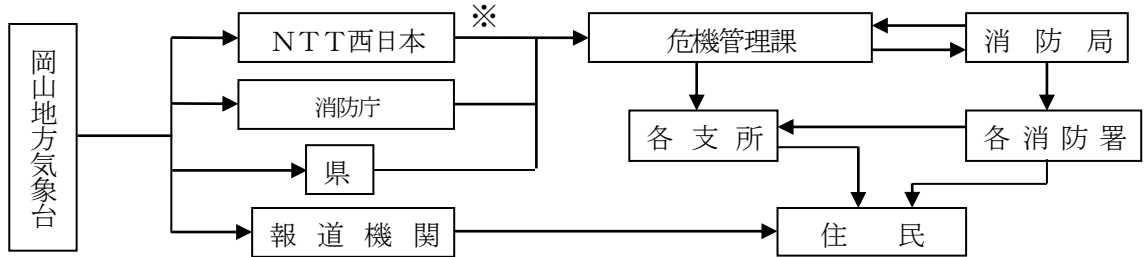 ※
岡山地方気象台
NTT西日本
危機管理課
消防局
消防庁
各支所
各消防署
県
報道機関
住民